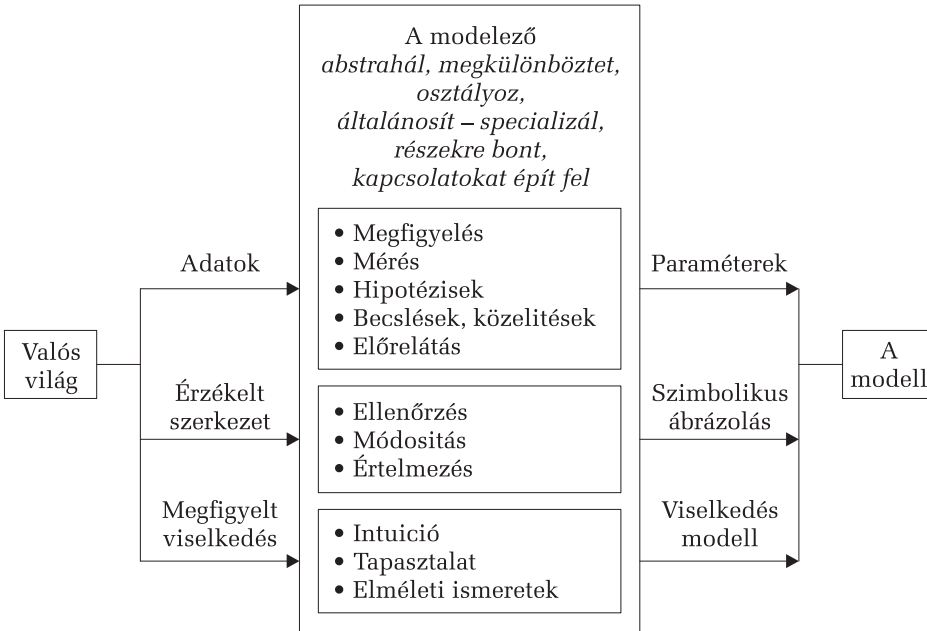 A modelező
abstrahál, megkülönböztet,
osztályoz,
általánosít – specializál,
részekre bont,
kapcsolatokat épít fel
• Megfigyelés
• Mérés
• Hipotézisek
• Becslések, közelitések
• Előrelátás
• Ellenőrzés
• Módositás
• Értelmezés
• Intuició
• Tapasztalat
• Elméleti ismeretek
Valós
világ
Adatok
Érzékelt
szerkezet
Megfigyelt
viselkedés
Paraméterek
Szimbolikus
ábrázolás
Viselkedés
modell
A
modell